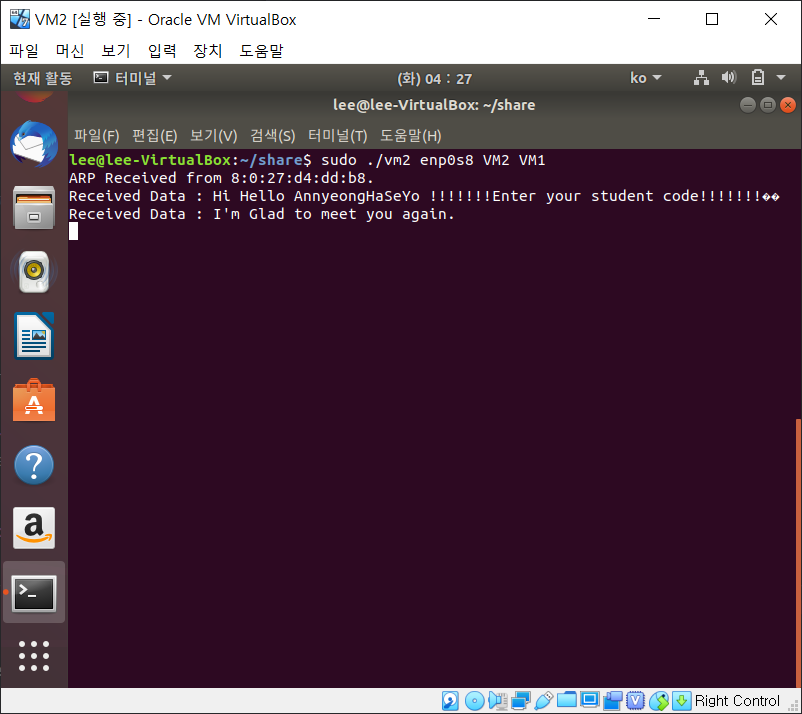 VM2 [실행 중] - Oracle VM VirtualBox
파일 머신 보기 입력 장치 도움말
현재 활동 터미널 (화) 04 : 27 ko
lee@lee-VirtualBox: ~/share
파일(F) 편집(E) 보기(V) 검색(S) 터미널(T) 도움말(H)
lee@lee-VirtualBox:~/share$ sudo ./vm2 enp0s8 VM2 VM1
ARP Received from 8:0:27:d4:dd:b8.
Received Data : Hi Hello AnnyeongHaSeYo !!!!!!!Enter your student code!!!!!!!��
Received Data : I'm Glad to meet you again.
Right Control